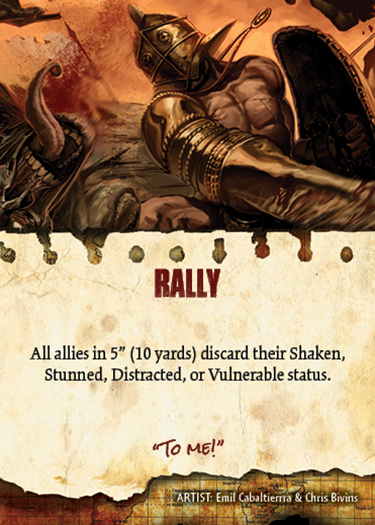 RALLY
All allies in 5” (10 yards) discard their Shaken,
Stunned, Distracted, or Vulnerable status.
“To me!”
ARTIST: Emil Cabaltierrra & Chris Bivins